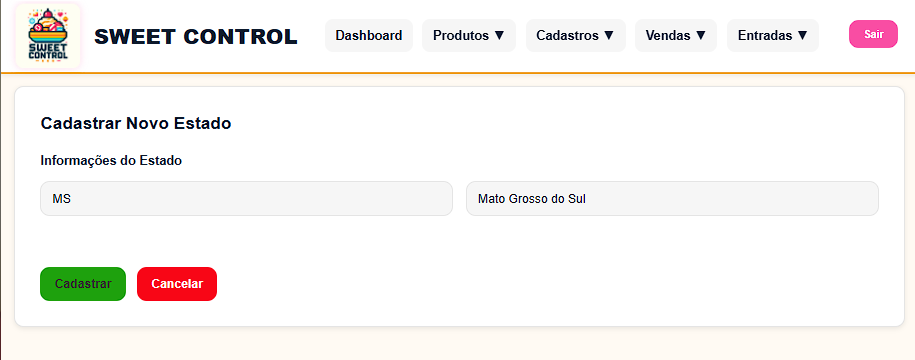 SWEET
CONTROL
SWEET CONTROL
Dashboard
Produtos ▼
Cadastros ▼
Vendas ▼
Entradas ▼
Sair
Cadastrar Novo Estado
Informações do Estado
MS
Mato Grosso do Sul
Cadastrar
Cancelar